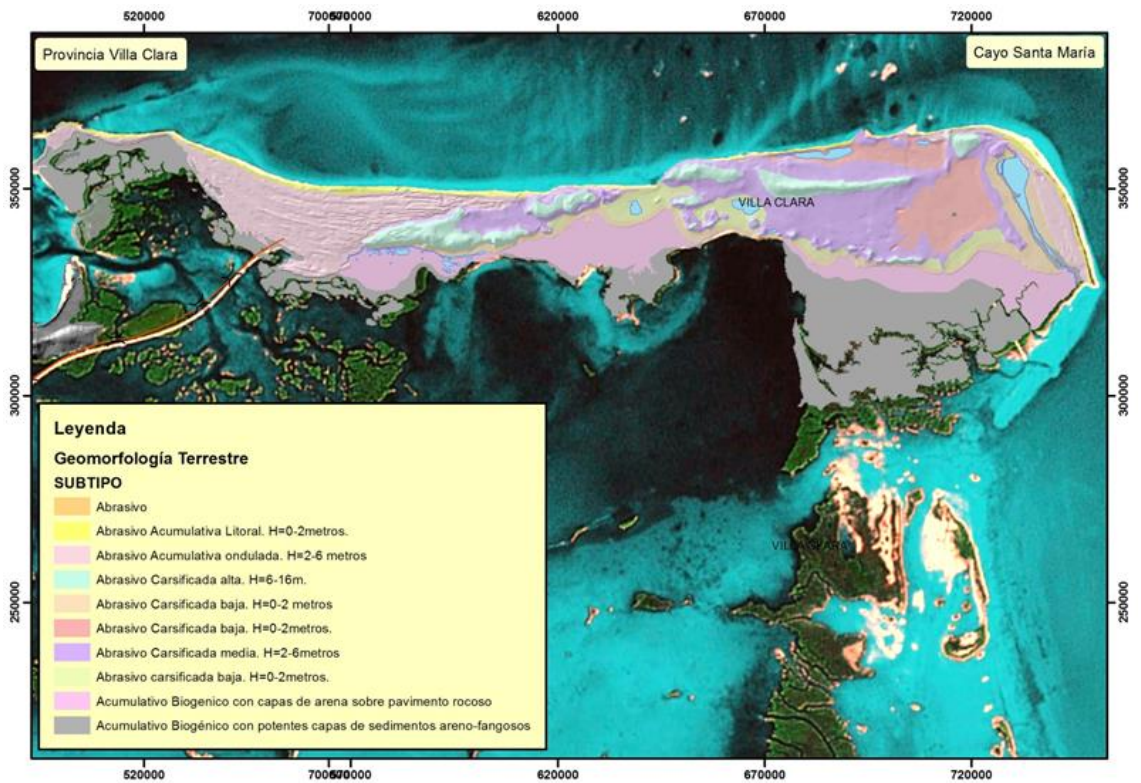 520000 700000 670000 620000 670000 720000
Provincia Villa Clara
Cayo Santa María
350000 350000
VILLA CLARA
300000 300000
VILLA CLARA
250000 250000
Leyenda
Geomorfología Terrestre
SUBTIPO
Abrasivo
Abrasivo Acumulativa Litoral. H=0-2metros.
Abrasivo Acumulativa ondulada. H=2-6 metros
Abrasivo Carsificada alta. H=6-16m.
Abrasivo Carsificada baja. H=0-2 metros
Abrasivo Carsificada baja. H=0-2metros.
Abrasivo Carsificada media. H=2-6metros
Abrasivo carsificada baja. H=0-2metros.
Acumulativo Biogenico con capas de arena sobre pavimento rocoso
Acumulativo Biogénico con potentes capas de sedimentos areno-fangosos
520000 670000 620000 670000 720000